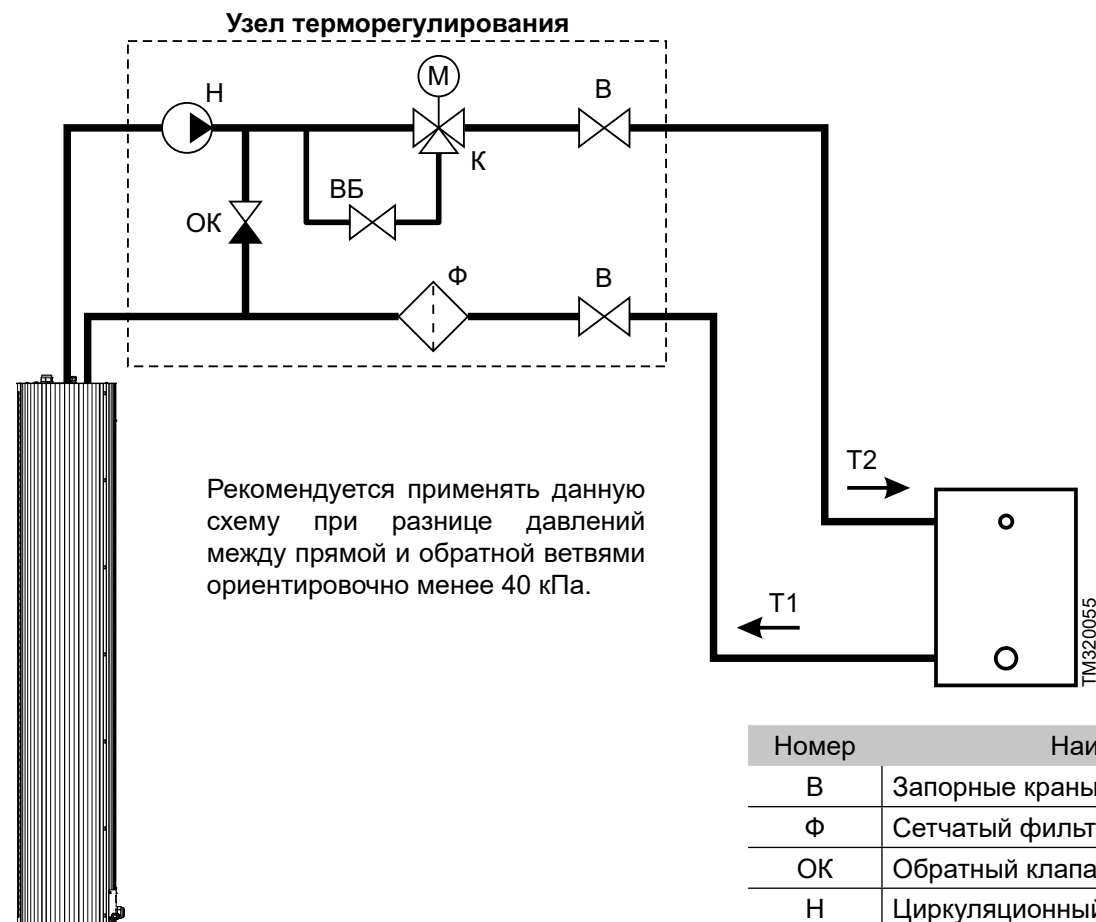 Узел терморегулирования
М
Н
В
К
ВБ
ОК
Ф
В
Рекомендуется применять данную
схему при разнице давлений
между прямой и обратной ветвями
ориентировочно менее 40 кПа.
Т2
Т1
TM320055
Номер Наи
В Запорные краны
Ф Сетчатый фильт
ОК Обратный клапа
Н Циркуляционный